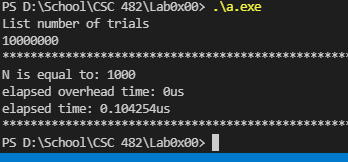 PS D:\School\CSC 482\Lab0x00> .\a.exe
List number of trials
10000000
****************************************************
N is equal to: 1000
elapsed overhead time: 0us
elapsed time: 0.104254us
****************************************************
PS D:\School\CSC 482\Lab0x00>